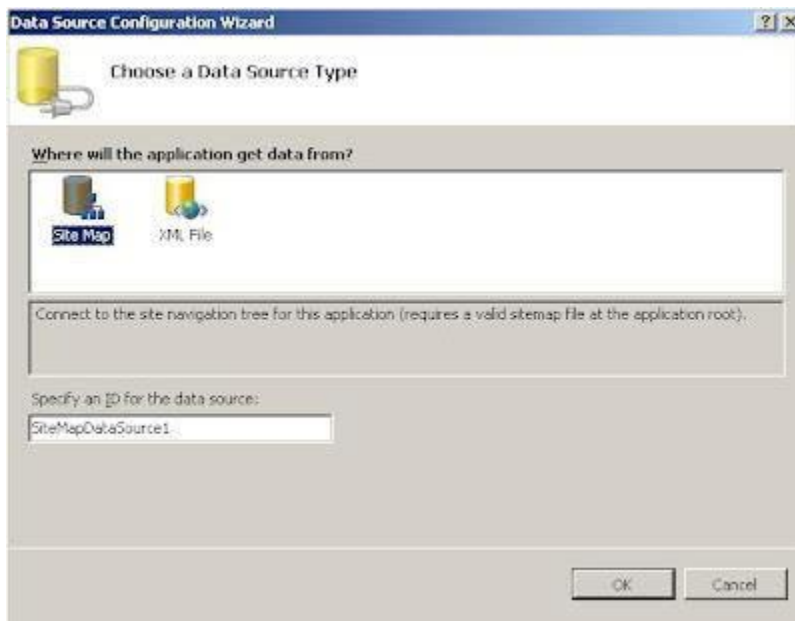 Data Source Configuration Wizard
Choose a Data Source Type
Where will the application get data from?
Site Map
XML File
Connect to the site navigation tree for this application (requires a valid sitemap file at the application root).
Specify an ID for the data source:
SiteMapDataSource1
OK
Cancel